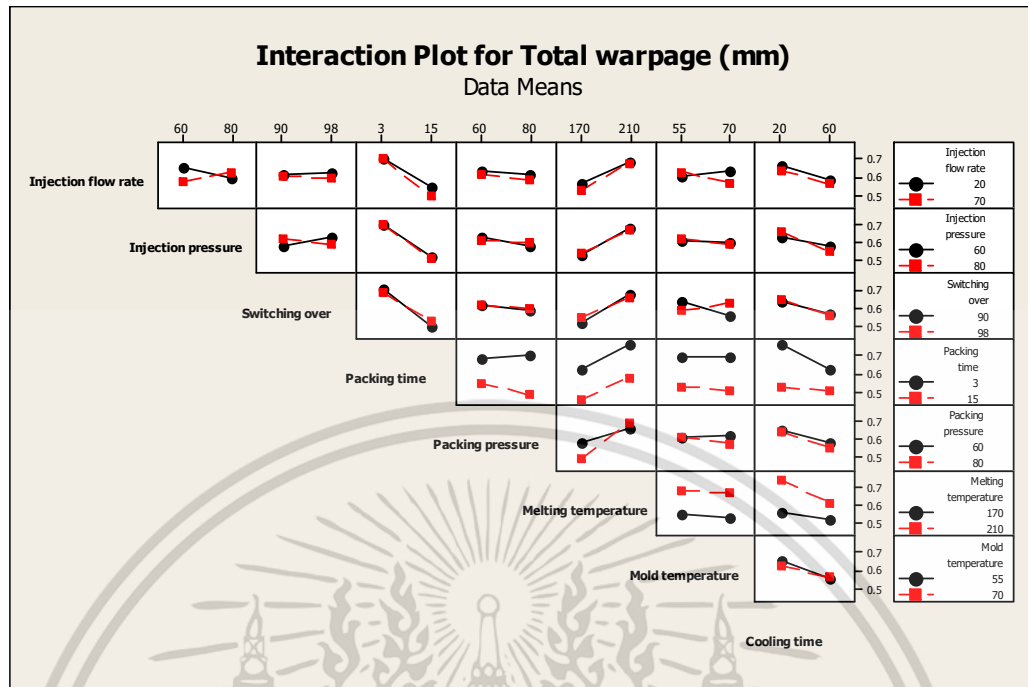 Interaction Plot for Total warpage (mm)
Data Means
60 80 90 98 3 15 60 80 170 210 55 70 20 60
Injection flow rate
0.7
0.6
0.5
Injection
flow rate
20
70
Injection pressure
0.7
0.6
0.5
Injection
pressure
60
80
Switching over
0.7
0.6
0.5
Switching
over
90
98
Packing time
0.7
0.6
0.5
Packing
time
3
15
Packing pressure
0.7
0.6
0.5
Packing
pressure
60
80
Melting temperature
0.7
0.6
0.5
Melting
temperature
170
210
Mold temperature
0.7
0.6
0.5
Mold
temperature
55
70
Cooling time